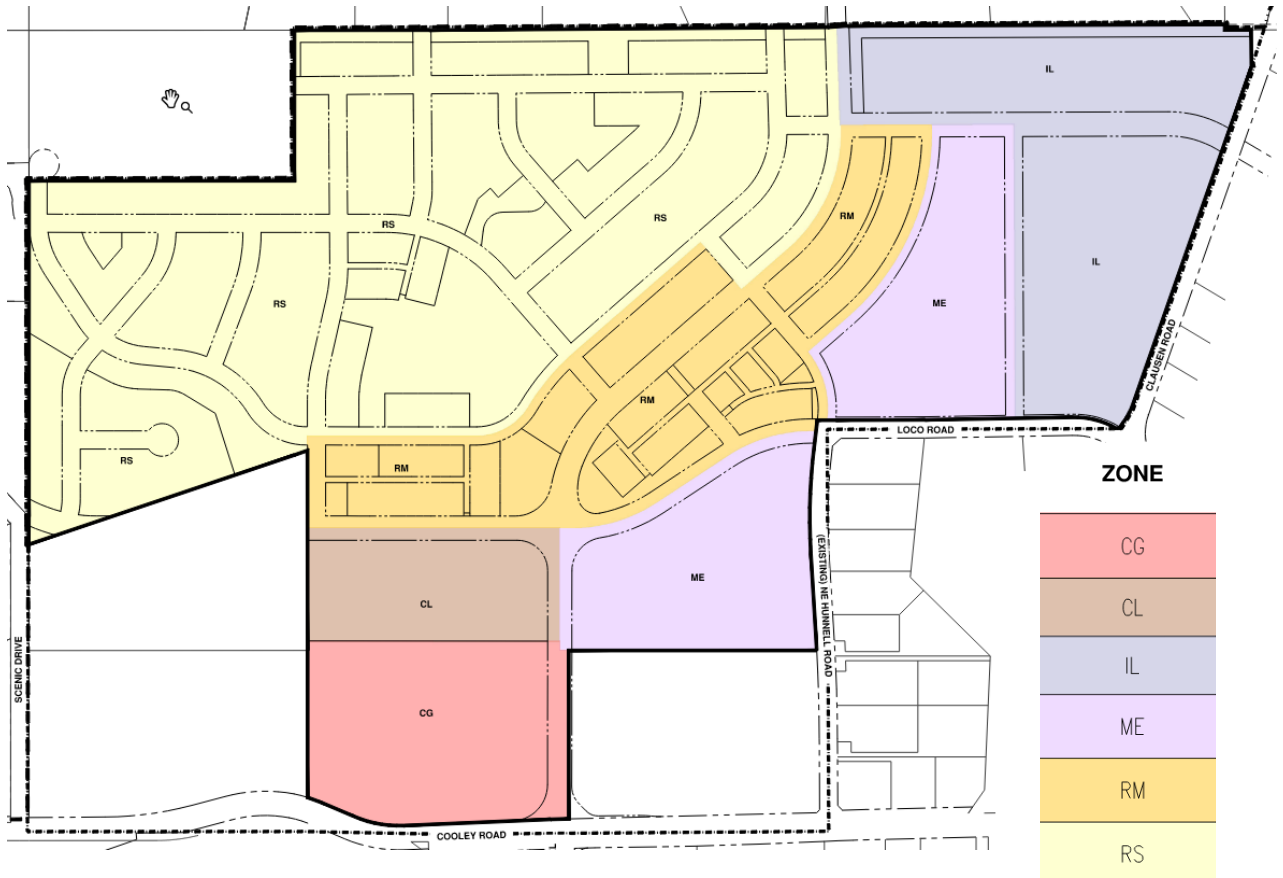 IL
RM
RS
RS
IL
RS
ME
CLAUSEN ROAD
RM
LOCO ROAD
RS
RM
ZONE
CG
CL
IL
ME
RM
RS
(EXISTING) NE HUNNELL ROAD
ME
CL
SCENIC DRIVE
CG
COOLEY ROAD